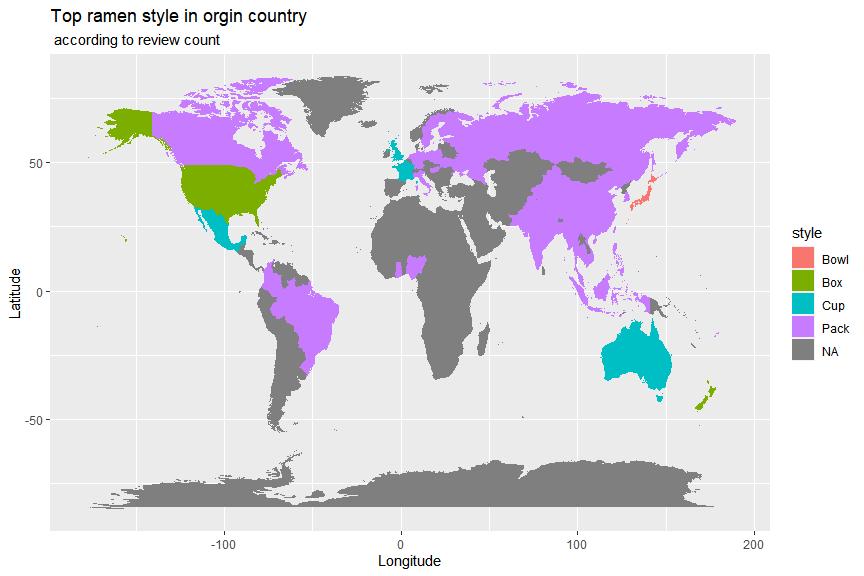 Top ramen style in orgin country
according to review count
50
0
-50
Latitude
-100
0
100
200
Longitude
style
Bowl
Box
Cup
Pack
NA